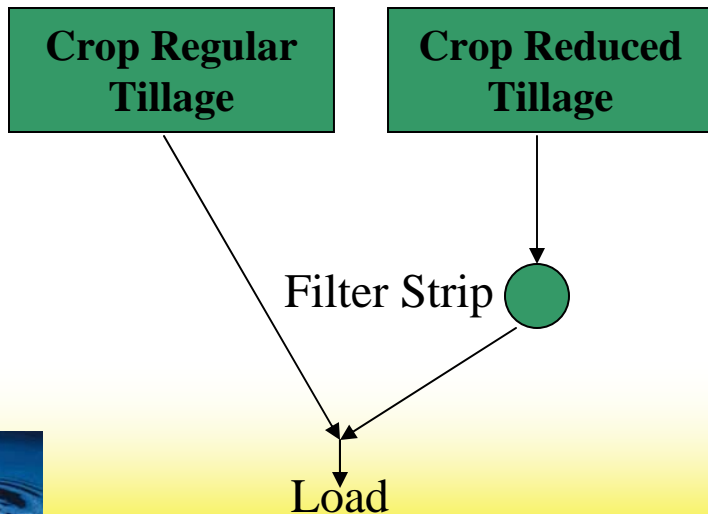 Crop Regular
Tillage
Crop Reduced
Tillage
Filter Strip
Load